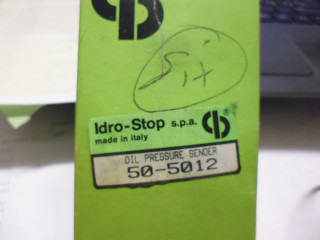 Idro-Stop s.p.a.
made in italy
OIL PRESSURE SENDER
50-5012